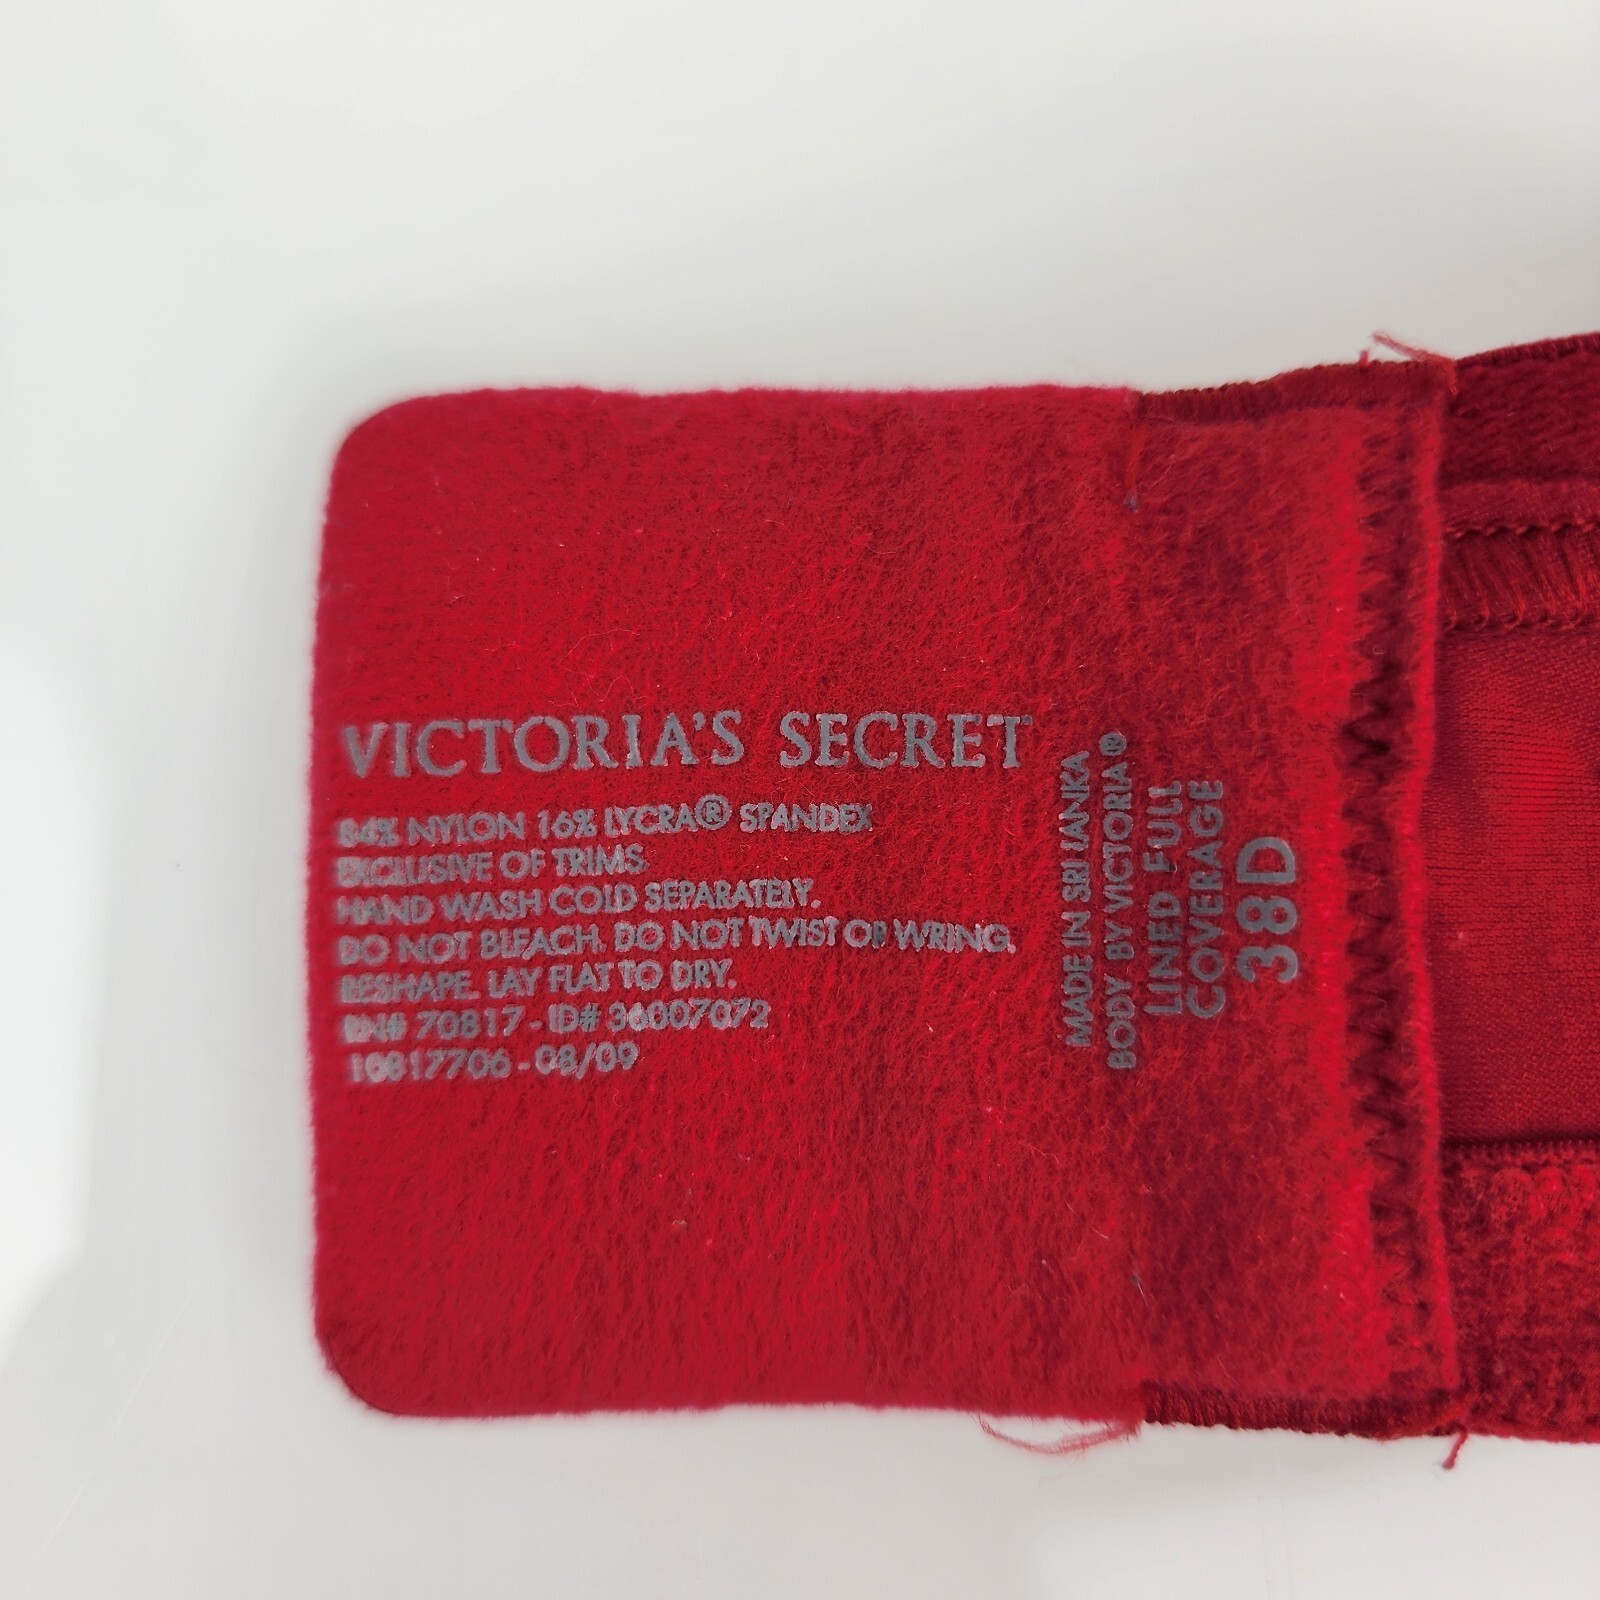 VICTORIA'S SECRET
84% NYLON 16% LYCRA® SPANDEX
EXCLUSIVE OF TRIMS
HAND WASH COLD SEPARATELY.
DO NOT BLEACH. DO NOT TWIST OR WRING.
RESHAPE. LAY FLAT TO DRY.
RN# 70817 - ID# 36007072
10817706 - 08/09
MADE IN SRI LANKA
BODY BY VICTORIA®
LINED FULL
COVERAGE
38D